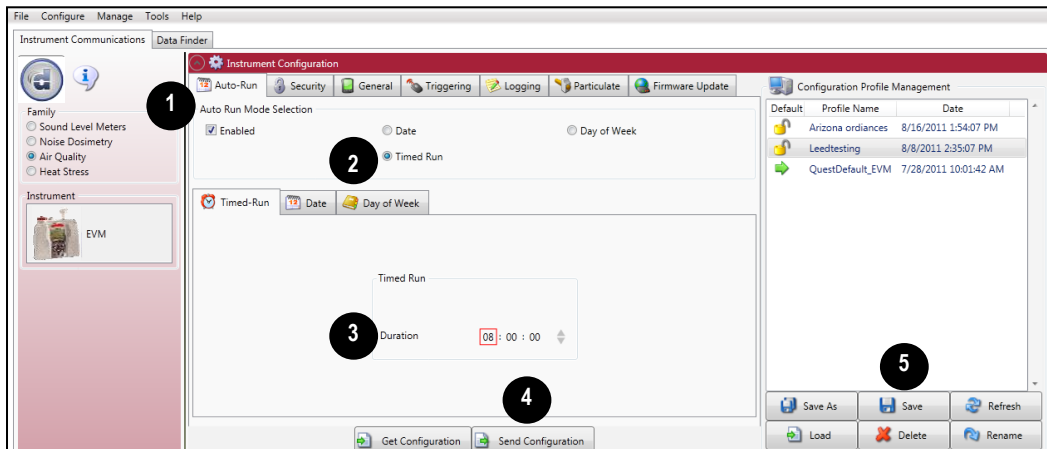 File Configure Manage Tools Help
Instrument Communications Data Finder
d i
Family
Sound Level Meters
Noise Dosimetry
Air Quality
Heat Stress
Instrument
EVM
Instrument Configuration
12 Auto-Run Security General Triggering Logging Particulate Firmware Update
1
Auto Run Mode Selection
Enabled Date Day of Week
2 Timed Run
Timed-Run 12 Date Day of Week
Timed Run
3 Duration 08 : 00 : 00
4
Get Configuration Send Configuration
Configuration Profile Management
Default Profile Name Date
Arizona ordiances 8/16/2011 1:54:07 PM
Leedtesting 8/8/2011 2:35:07 PM
QuestDefault_EVM 7/28/2011 10:01:42 AM
5
Save As Save Refresh
Load Delete Rename